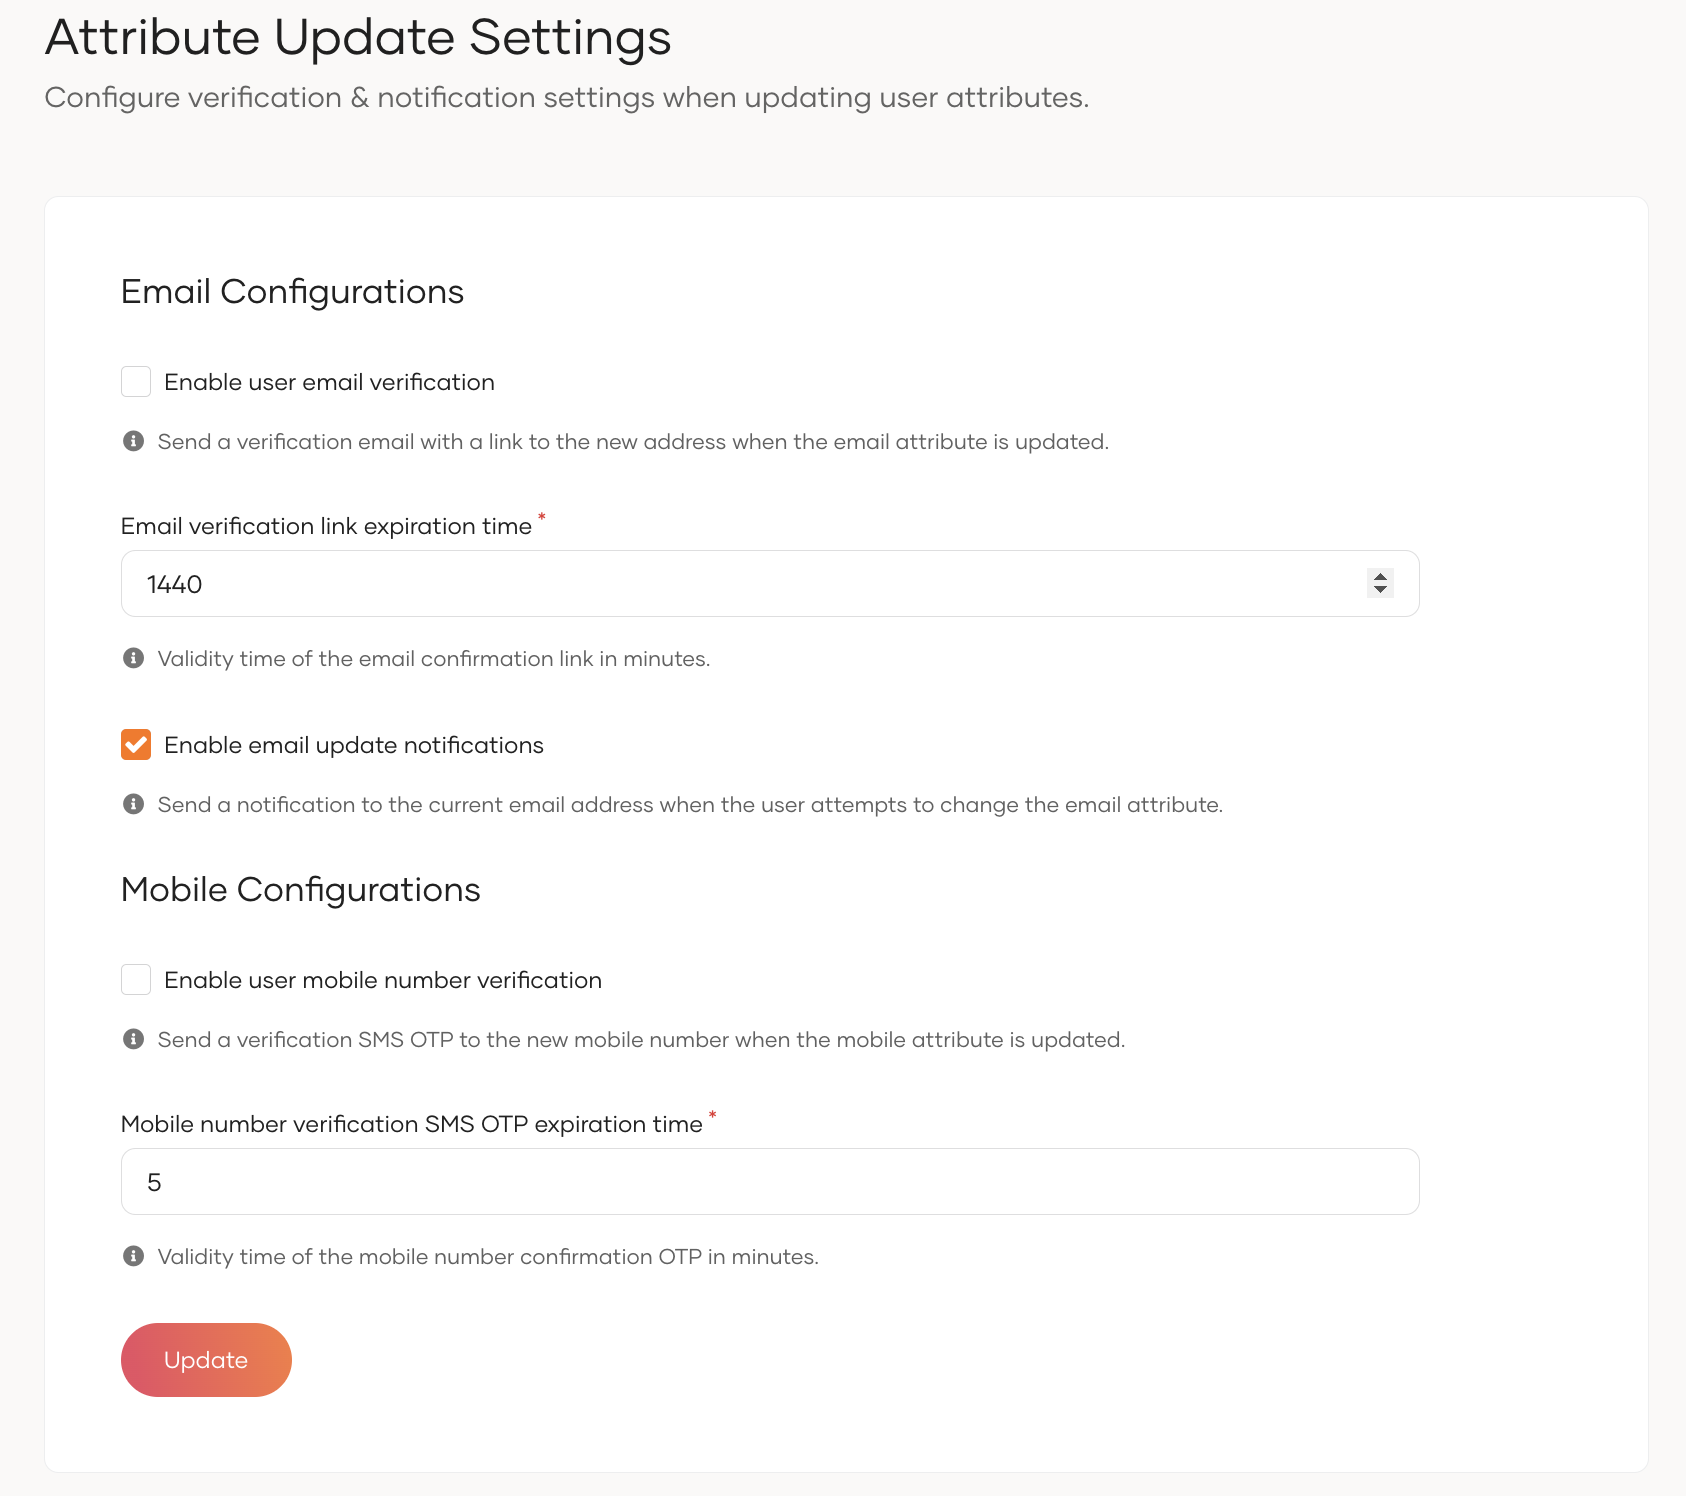 Attribute Update Settings
Configure verification & notification settings when updating user attributes.
Email Configurations
Enable user email verification
Send a verification email with a link to the new address when the email attribute is updated.
Email verification link expiration time *
1440
Validity time of the email confirmation link in minutes.
Enable email update notifications
Send a notification to the current email address when the user attempts to change the email attribute.
Mobile Configurations
Enable user mobile number verification
Send a verification SMS OTP to the new mobile number when the mobile attribute is updated.
Mobile number verification SMS OTP expiration time *
5
Validity time of the mobile number confirmation OTP in minutes.
Update